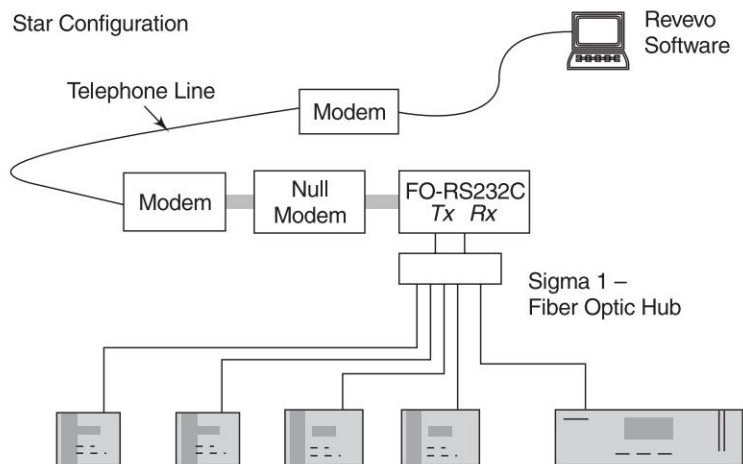 Star Configuration
Revevo
Software
Telephone Line
Modem
Modem
Null
Modem
FO-RS232C
Tx Rx
Sigma 1 –
Fiber Optic Hub